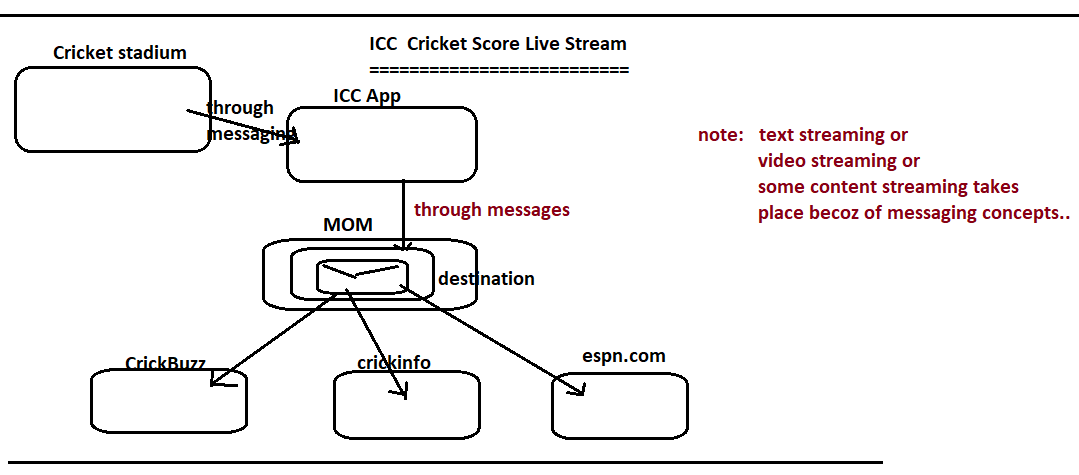 ICC Cricket Score Live Stream
==========================
Cricket stadium
through
messaging
ICC App
note: text streaming or
video streaming or
some content streaming takes
place becoz of messaging concepts..
through messages
MOM
destination
CrickBuzz
crickinfo
espn.com